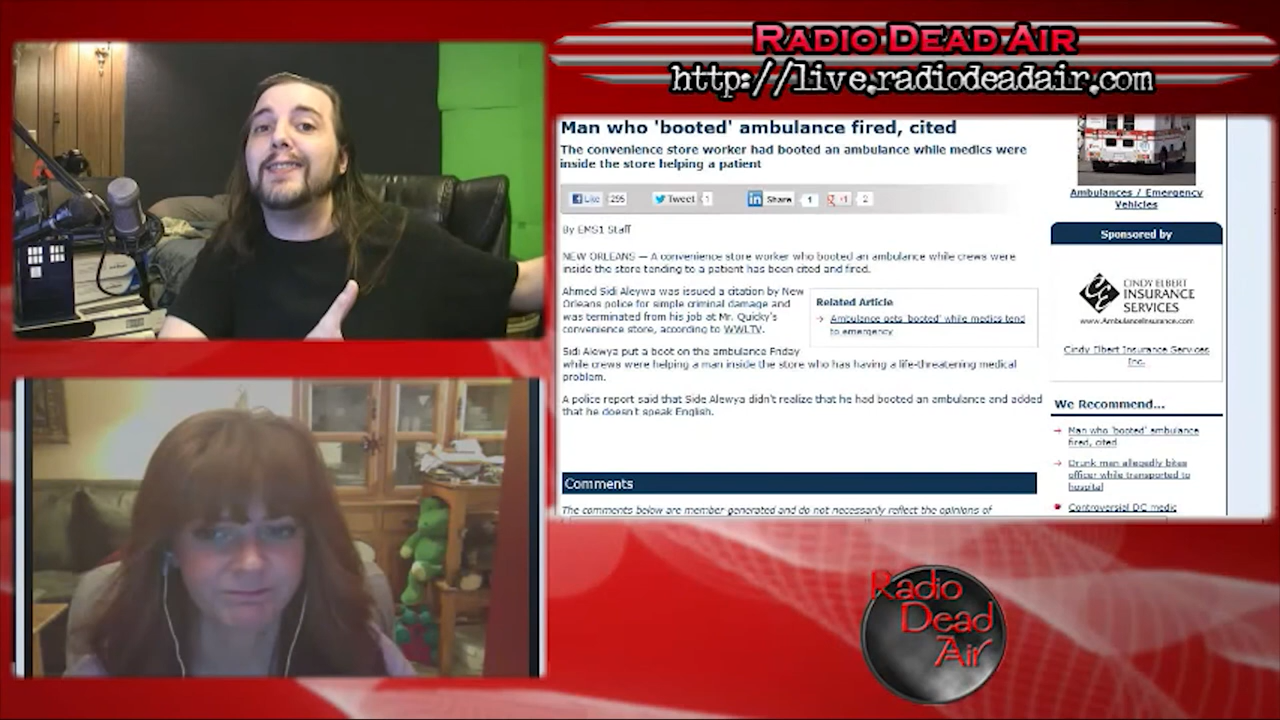 Radio Dead Air
http://live.radiodeadair.com
Man who 'booted' ambulance fired, cited
The convenience store worker had booted an ambulance while medics were
inside the store helping a patient
Like 295 Tweet 1 Share 1 +1 2
By EMS1 Staff
NEW ORLEANS — A convenience store worker who booted an ambulance while crews were
inside the store tending to a patient has been cited and fired.
Ahmed Sidi Aleywa was issued a citation by New
Orleans police for simple criminal damage and
was terminated from his job at Mr. Quicky's
convenience store, according to WWLTV.
Related Article
Ambulance gets 'booted' while medics tend
to emergency
Sidi Alewya put a boot on the ambulance Friday
while crews were helping a man inside the store who has having a life-threatening medical
problem.
A police report said that Side Alewya didn't realize that he had booted an ambulance and added
that he doesn't speak English.
Comments
The comments below are member generated and do not necessarily reflect the opinions of
Ambulances / Emergency
Vehicles
Sponsored by
CINDY ELBERT
INSURANCE
SERVICES
www.AmbulanceInsurance.com
Cindy Elbert Insurance Services
Inc.
We Recommend...
Man who 'booted' ambulance
fired, cited
Drunk man allegedly bites
officer while transported to
hospital
Controversial DC medic
Radio
Dead
Air